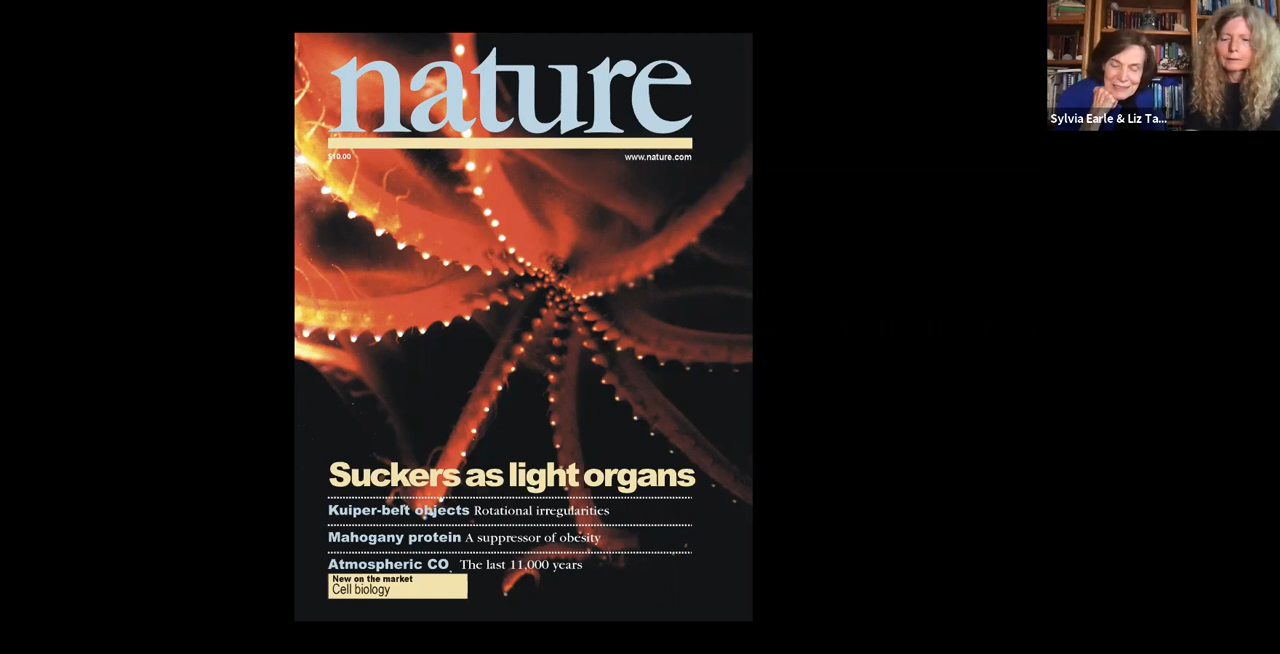 nature
$10.00
www.nature.com
Suckers as light organs
Kuiper-belt objects Rotational irregularities
Mahogany protein A suppressor of obesity
Atmospheric CO2 The last 11,000 years
New on the market
Cell biology
Sylvia Earle & Liz Ta...